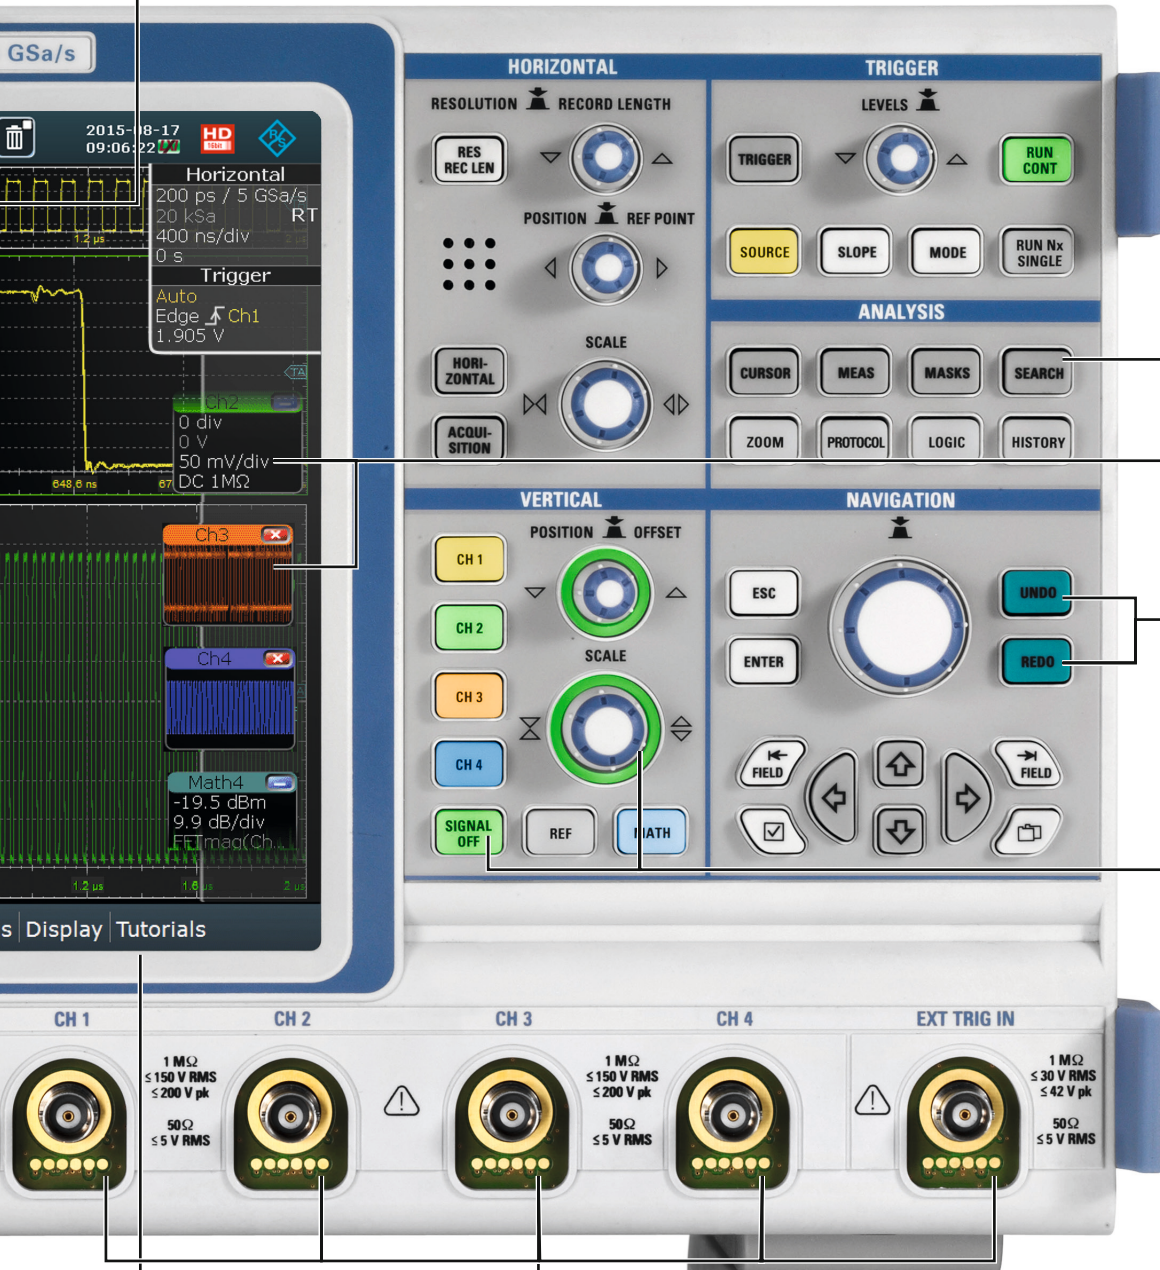 GSa/s
2015-08-17
09:06:22
HD
16bit
R&S
Horizontal
200 ps / 5 GSa/s
20 kSa RT
400 ns/div
0 s
Trigger
Auto
Edge Ch1
1.905 V
1.2 µs
2 µs
TA
Ch2
0 div
0 V
50 mV/div
DC 1MΩ
648.6 ns
67
Ch3
Ch4
Math4
-19.5 dBm
9.9 dB/div
FFTmag(Ch...
1.2 µs
1.6 µs
2 µs
s Display Tutorials
HORIZONTAL
RESOLUTION RECORD LENGTH
RES
REC LEN
POSITION REF POINT
SCALE
HORI-
ZONTAL
ACQUI-
SITION
TRIGGER
LEVELS
TRIGGER
RUN
CONT
SOURCE
SLOPE
MODE
RUN Nx
SINGLE
ANALYSIS
CURSOR
MEAS
MASKS
SEARCH
ZOOM
PROTOCOL
LOGIC
HISTORY
VERTICAL
POSITION OFFSET
CH 1
CH 2
SCALE
CH 3
CH 4
SIGNAL
OFF
REF
MATH
NAVIGATION
ESC
UNDO
ENTER
REDO
FIELD
FIELD
CH 1
CH 2
CH 3
CH 4
EXT TRIG IN
1 MΩ
≤150 V RMS
≤200 V pk
50Ω
≤5 V RMS
1 MΩ
≤150 V RMS
≤200 V pk
50Ω
≤5 V RMS
1 MΩ
≤30 V RMS
≤42 V pk
50Ω
≤5 V RMS